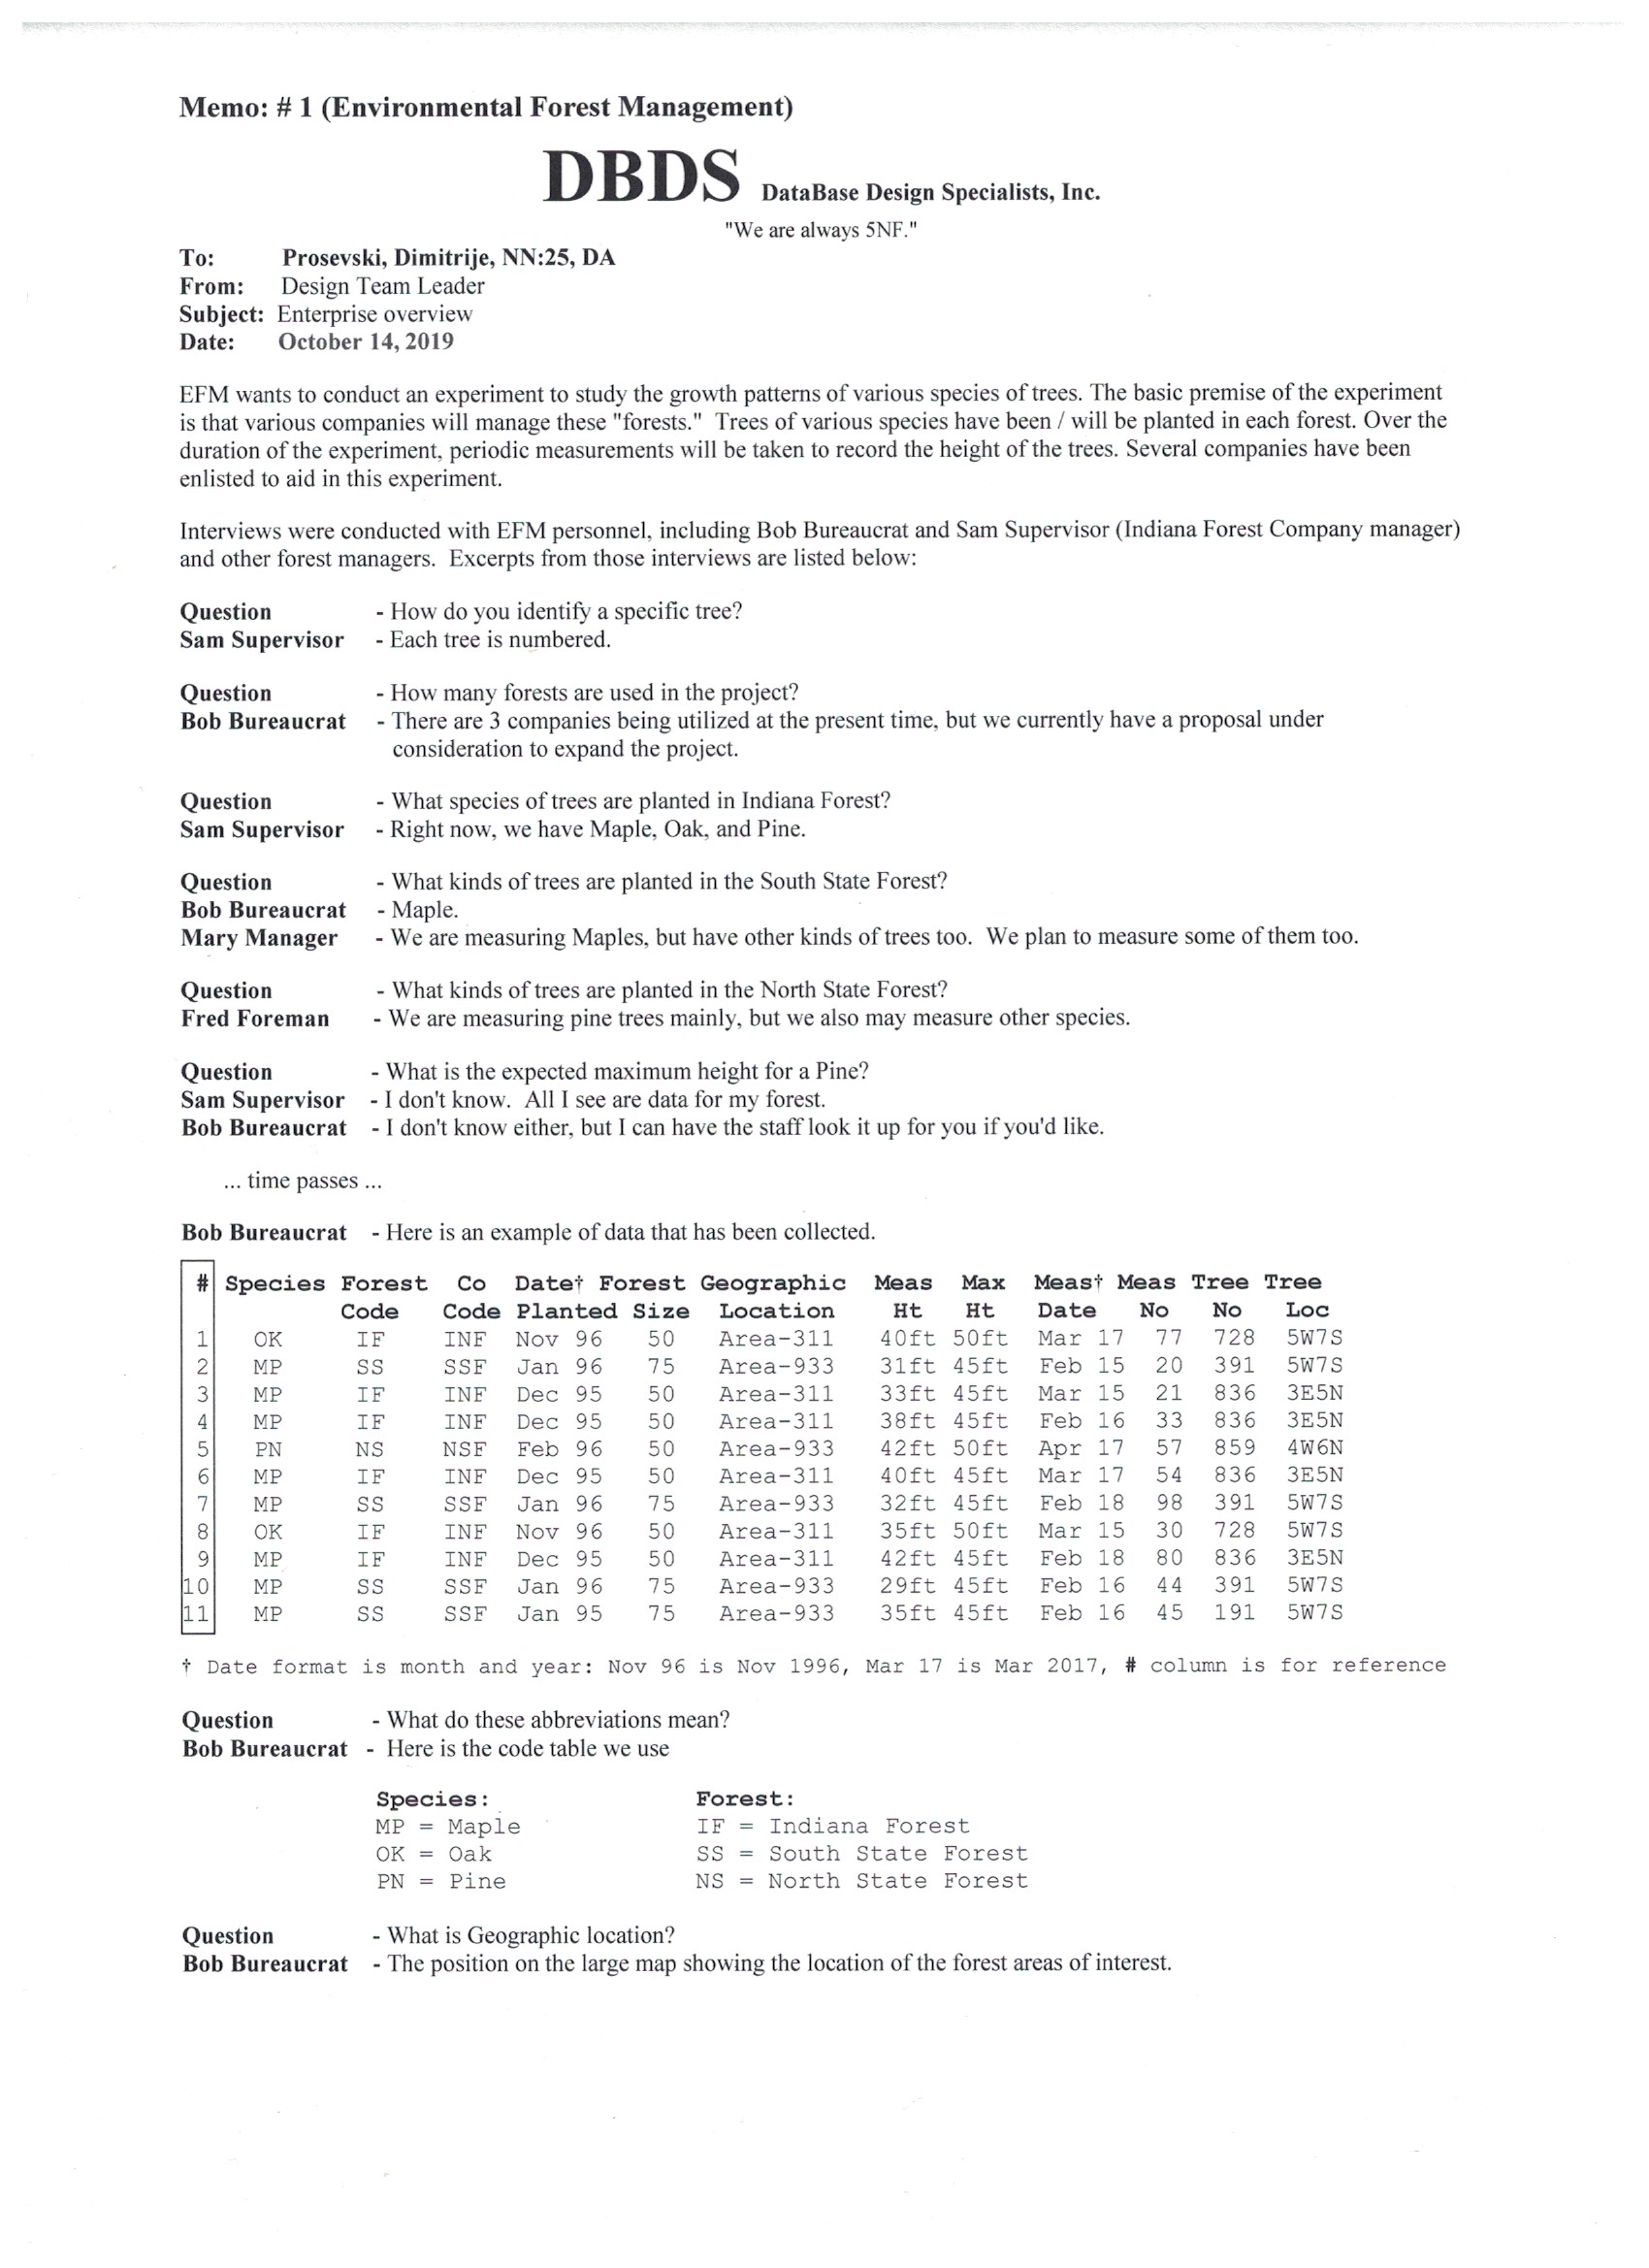 Memo: # 1 (Environmental Forest Management)
DBDS DataBase Design Specialists, Inc.
"We are always 5NF."
To: Prosevski, Dimitrije, NN:25, DA
From: Design Team Leader
Subject: Enterprise overview
Date: October 14, 2019
EFM wants to conduct an experiment to study the growth patterns of various species of trees. The basic premise of the experiment
is that various companies will manage these "forests." Trees of various species have been / will be planted in each forest. Over the
duration of the experiment, periodic measurements will be taken to record the height of the trees. Several companies have been
enlisted to aid in this experiment.
Interviews were conducted with EFM personnel, including Bob Bureaucrat and Sam Supervisor (Indiana Forest Company manager)
and other forest managers. Excerpts from those interviews are listed below:
Question - How do you identify a specific tree?
Sam Supervisor - Each tree is numbered.
Question - How many forests are used in the project?
Bob Bureaucrat - There are 3 companies being utilized at the present time, but we currently have a proposal under
consideration to expand the project.
Question - What species of trees are planted in Indiana Forest?
Sam Supervisor - Right now, we have Maple, Oak, and Pine.
Question - What kinds of trees are planted in the South State Forest?
Bob Bureaucrat - Maple.
Mary Manager - We are measuring Maples, but have other kinds of trees too. We plan to measure some of them too.
Question - What kinds of trees are planted in the North State Forest?
Fred Foreman - We are measuring pine trees mainly, but we also may measure other species.
Question - What is the expected maximum height for a Pine?
Sam Supervisor - I don't know. All I see are data for my forest.
Bob Bureaucrat - I don't know either, but I can have the staff look it up for you if you'd like.
... time passes ...
Bob Bureaucrat - Here is an example of data that has been collected.
# Species Forest Co Date† Forest Geographic Meas Max Meas† Meas Tree Tree
Code Code Planted Size Location Ht Ht Date No No Loc
1 OK IF INF Nov 96 50 Area-311 40ft 50ft Mar 17 77 728 5W7S
2 MP SS SSF Jan 96 75 Area-933 31ft 45ft Feb 15 20 391 5W7S
3 MP IF INF Dec 95 50 Area-311 33ft 45ft Mar 15 21 836 3E5N
4 MP IF INF Dec 95 50 Area-311 38ft 45ft Feb 16 33 836 3E5N
5 PN NS NSF Feb 96 50 Area-933 42ft 50ft Apr 17 57 859 4W6N
6 MP IF INF Dec 95 50 Area-311 40ft 45ft Mar 17 54 836 3E5N
7 MP SS SSF Jan 96 75 Area-933 32ft 45ft Feb 18 98 391 5W7S
8 OK IF INF Nov 96 50 Area-311 35ft 50ft Mar 15 30 728 5W7S
9 MP IF INF Dec 95 50 Area-311 42ft 45ft Feb 18 80 836 3E5N
10 MP SS SSF Jan 96 75 Area-933 29ft 45ft Feb 16 44 391 5W7S
11 MP SS SSF Jan 95 75 Area-933 35ft 45ft Feb 16 45 191 5W7S
† Date format is month and year: Nov 96 is Nov 1996, Mar 17 is Mar 2017, # column is for reference
Question - What do these abbreviations mean?
Bob Bureaucrat - Here is the code table we use
Species: Forest:
MP = Maple IF = Indiana Forest
OK = Oak SS = South State Forest
PN = Pine NS = North State Forest
Question - What is Geographic location?
Bob Bureaucrat - The position on the large map showing the location of the forest areas of interest.